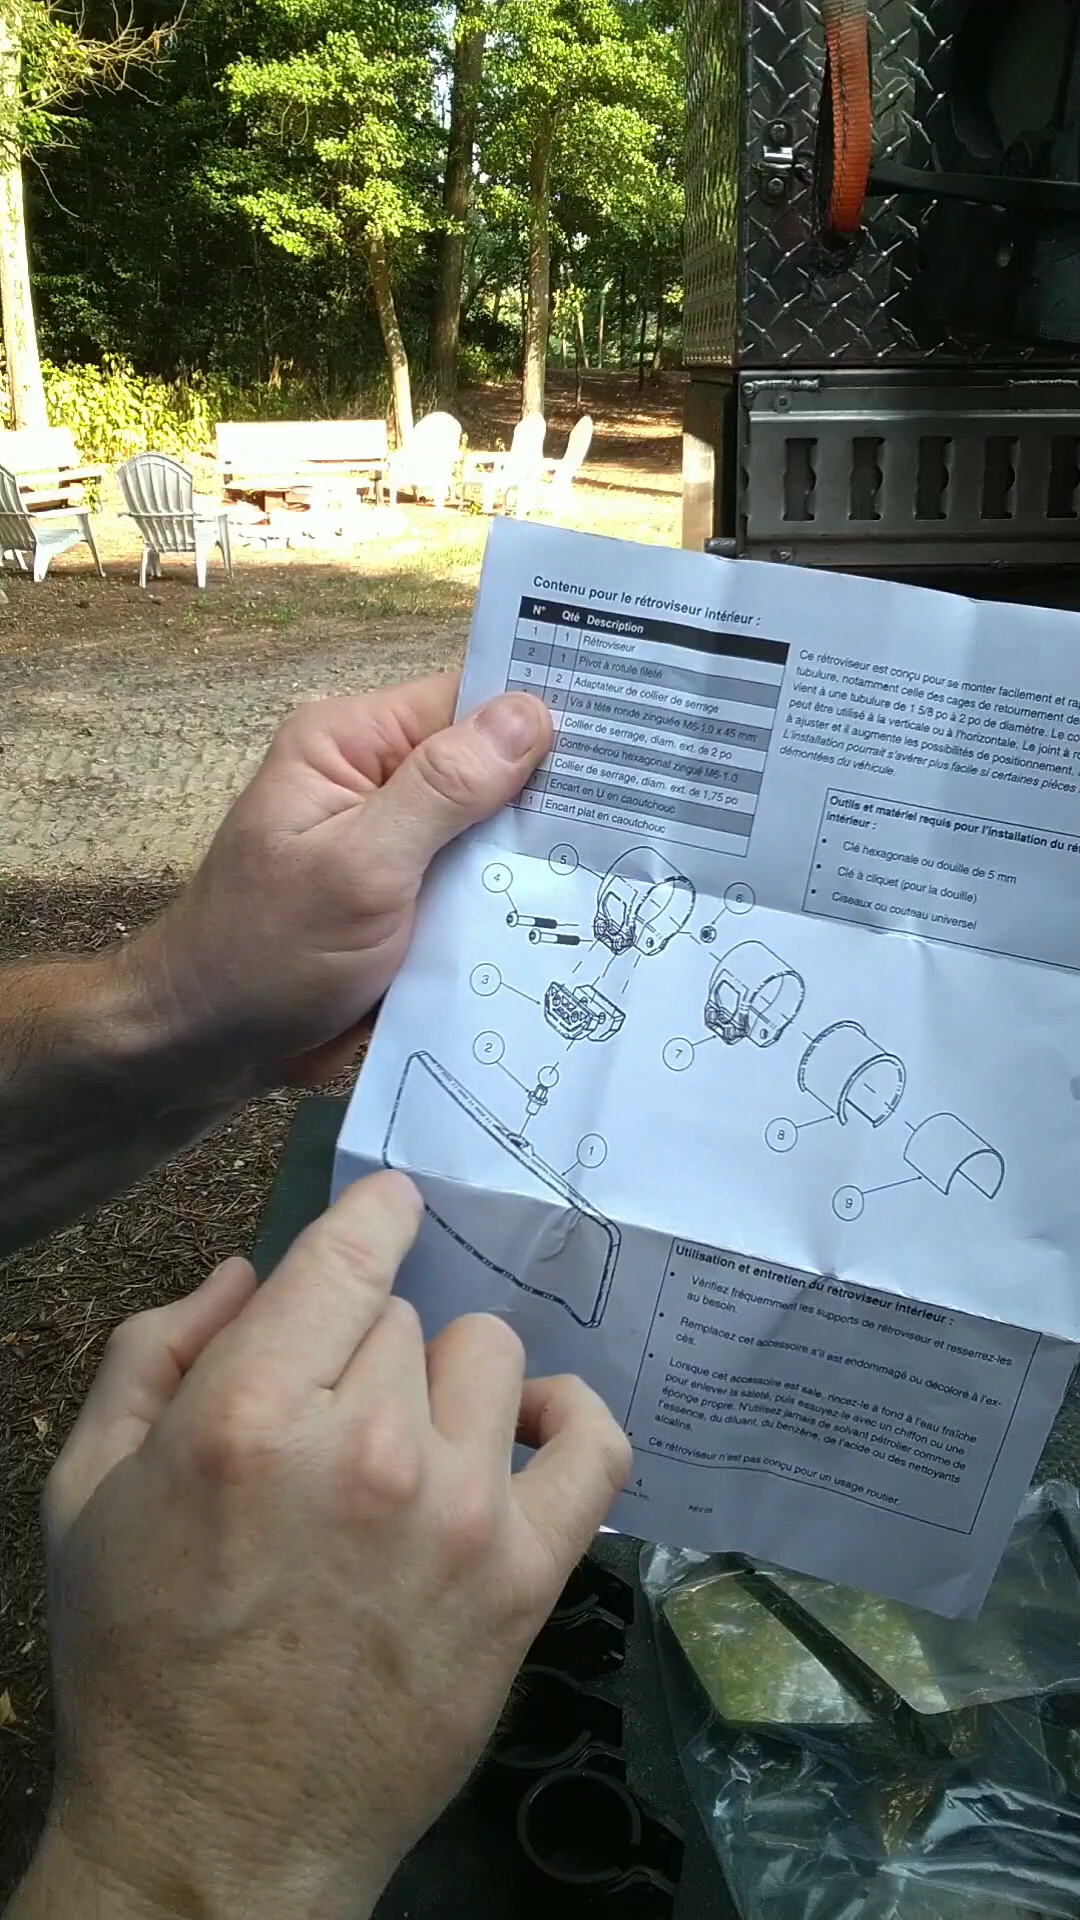 Contenu pour le rétroviseur intérieur :
N° Qté Description
1 1 Rétroviseur
2 1 Pivot à rotule fileté
3 2 Adaptateur de collier de serrage
2 Vis à tête ronde zinguée M6-1.0 x 45 mm
Collier de serrage, diam. ext. de 2 po
Contre-écrou hexagonal zingué M6-1.0
Collier de serrage, diam. ext. de 1,75 po
1 Encart en U en caoutchouc
1 Encart plat en caoutchouc
Ce rétroviseur est conçu pour se monter facilement et
tubulure, notamment celle des cages de retournement
vient à une tubulure de 1 5/8 po à 2 po de diamètre. Le
peut être utilisé à la verticale ou à l'horizontale. Le joint à
à ajuster et il augmente les possibilités de positionnement.
L'installation pourrait s'avérer plus facile si certaines pièces
démontées du véhicule.
Outils et matériel requis pour l'installation du
intérieur :
• Clé hexagonale ou douille de 5 mm
• Clé à cliquet (pour la douille)
• Ciseaux ou couteau universel
5
4
6
3
2
7
1
8
9
Utilisation et entretien du rétroviseur intérieur :
• Vérifiez fréquemment les supports de rétroviseur et resserrez-les
au besoin.
• Remplacez cet accessoire s'il est endommagé ou décoloré à l'ex-
cès.
• Lorsque cet accessoire est sale, rincez-le à fond à l'eau fraîche
pour enlever la saleté, puis essuyez-le avec un chiffon ou une
éponge propre. N'utilisez jamais de solvant pétrolier comme de
l'essence, du diluant, du benzène, de l'acide ou des nettoyants
alcalins.
Ce rétroviseur n'est pas conçu pour un usage routier.
4
Inc.
REV 05